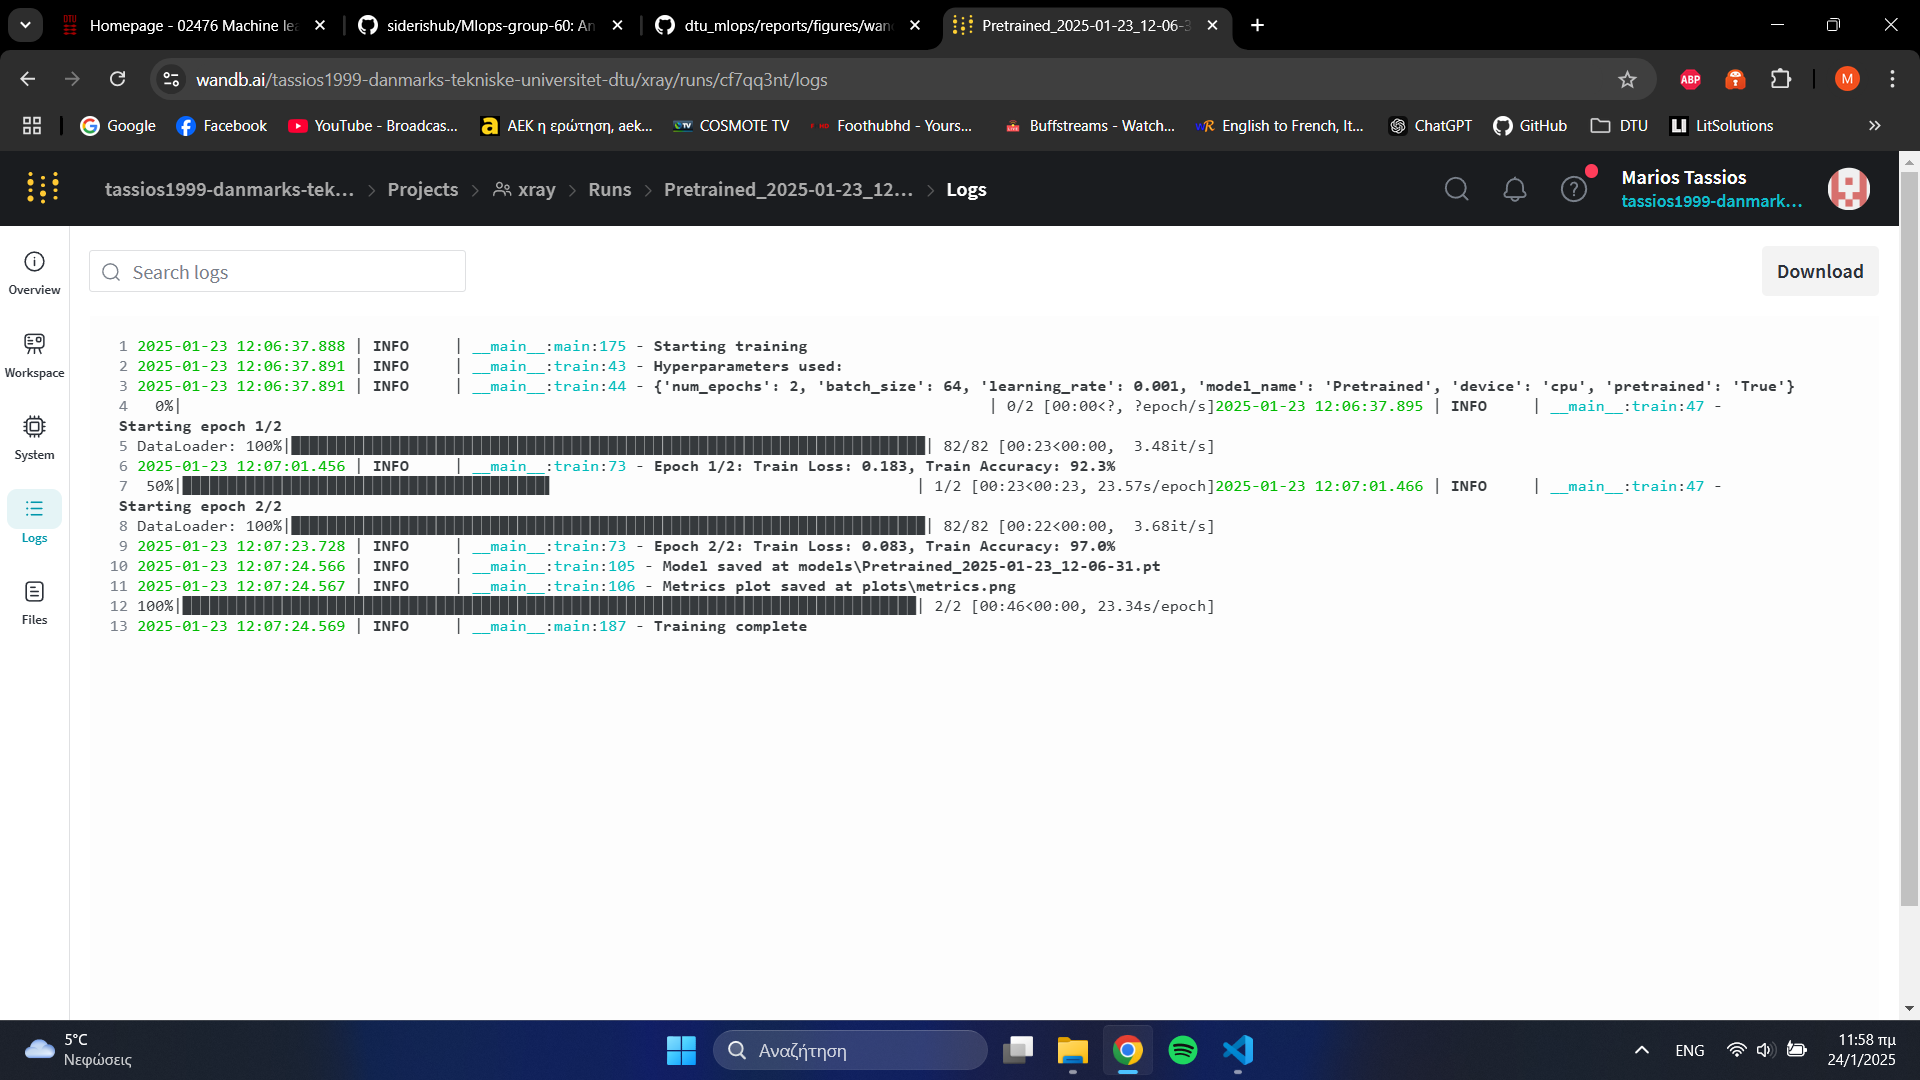 Homepage - 02476 Machine lea
siderishub/Mlops-group-60: An
dtu_mlops/reports/figures/wan
Pretrained_2025-01-23_12-06-3
wandb.ai/tassios1999-danmarks-tekniske-universitet-dtu/xray/runs/cf7qq3nt/logs
ABP
M
Google
Facebook
YouTube - Broadcas...
ΑΕΚ η ερώτηση, aek...
COSMOTE TV
Foothubhd - Yours...
Buffstreams - Watch...
English to French, It...
ChatGPT
GitHub
DTU
LitSolutions
tassios1999-danmarks-tek... > Projects > xray > Runs > Pretrained_2025-01-23_12... > Logs
Marios Tassios
tassios1999-danmark...
Overview
Workspace
System
Logs
Files
Search logs
Download
1 2025-01-23 12:06:37.888 | INFO     | __main__:main:175 - Starting training
2 2025-01-23 12:06:37.891 | INFO     | __main__:train:43 - Hyperparameters used:
3 2025-01-23 12:06:37.891 | INFO     | __main__:train:44 - {'num_epochs': 2, 'batch_size': 64, 'learning_rate': 0.001, 'model_name': 'Pretrained', 'device': 'cpu', 'pretrained': 'True'}
4   0%|          | 0/2 [00:00<?, ?epoch/s]2025-01-23 12:06:37.895 | INFO     | __main__:train:47 -
Starting epoch 1/2
5 DataLoader: 100%|██████████| 82/82 [00:23<00:00,  3.48it/s]
6 2025-01-23 12:07:01.456 | INFO     | __main__:train:73 - Epoch 1/2: Train Loss: 0.183, Train Accuracy: 92.3%
7  50%|█████     | 1/2 [00:23<00:23, 23.57s/epoch]2025-01-23 12:07:01.466 | INFO     | __main__:train:47 -
Starting epoch 2/2
8 DataLoader: 100%|██████████| 82/82 [00:22<00:00,  3.68it/s]
9 2025-01-23 12:07:23.728 | INFO     | __main__:train:73 - Epoch 2/2: Train Loss: 0.083, Train Accuracy: 97.0%
10 2025-01-23 12:07:24.566 | INFO     | __main__:train:105 - Model saved at models\Pretrained_2025-01-23_12-06-31.pt
11 2025-01-23 12:07:24.567 | INFO     | __main__:train:106 - Metrics plot saved at plots\metrics.png
12 100%|██████████| 2/2 [00:46<00:00, 23.34s/epoch]
13 2025-01-23 12:07:24.569 | INFO     | __main__:main:187 - Training complete
5°C
Νεφώσεις
Αναζήτηση
ENG
11:58 πμ
24/1/2025